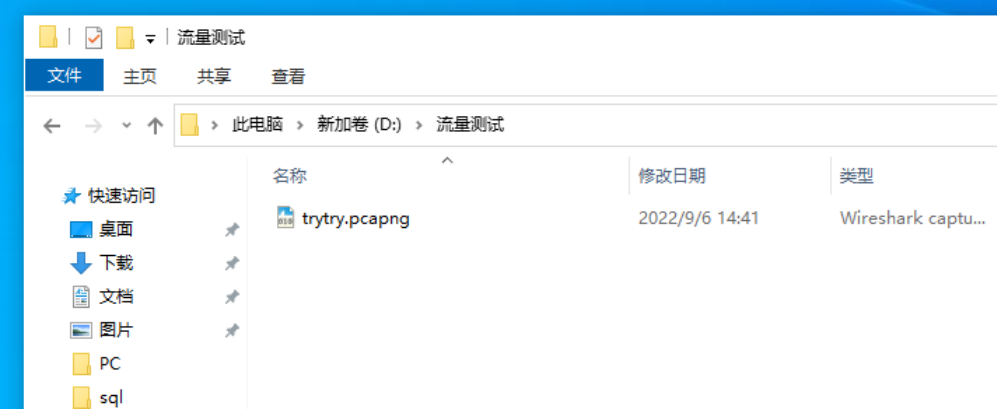 流量测试
文件 主页 共享 查看
此电脑 新加卷 (D:) 流量测试
名称 修改日期 类型
快速访问
trytry.pcapng 2022/9/6 14:41 Wireshark captu...
桌面
下载
文档
图片
PC
sql